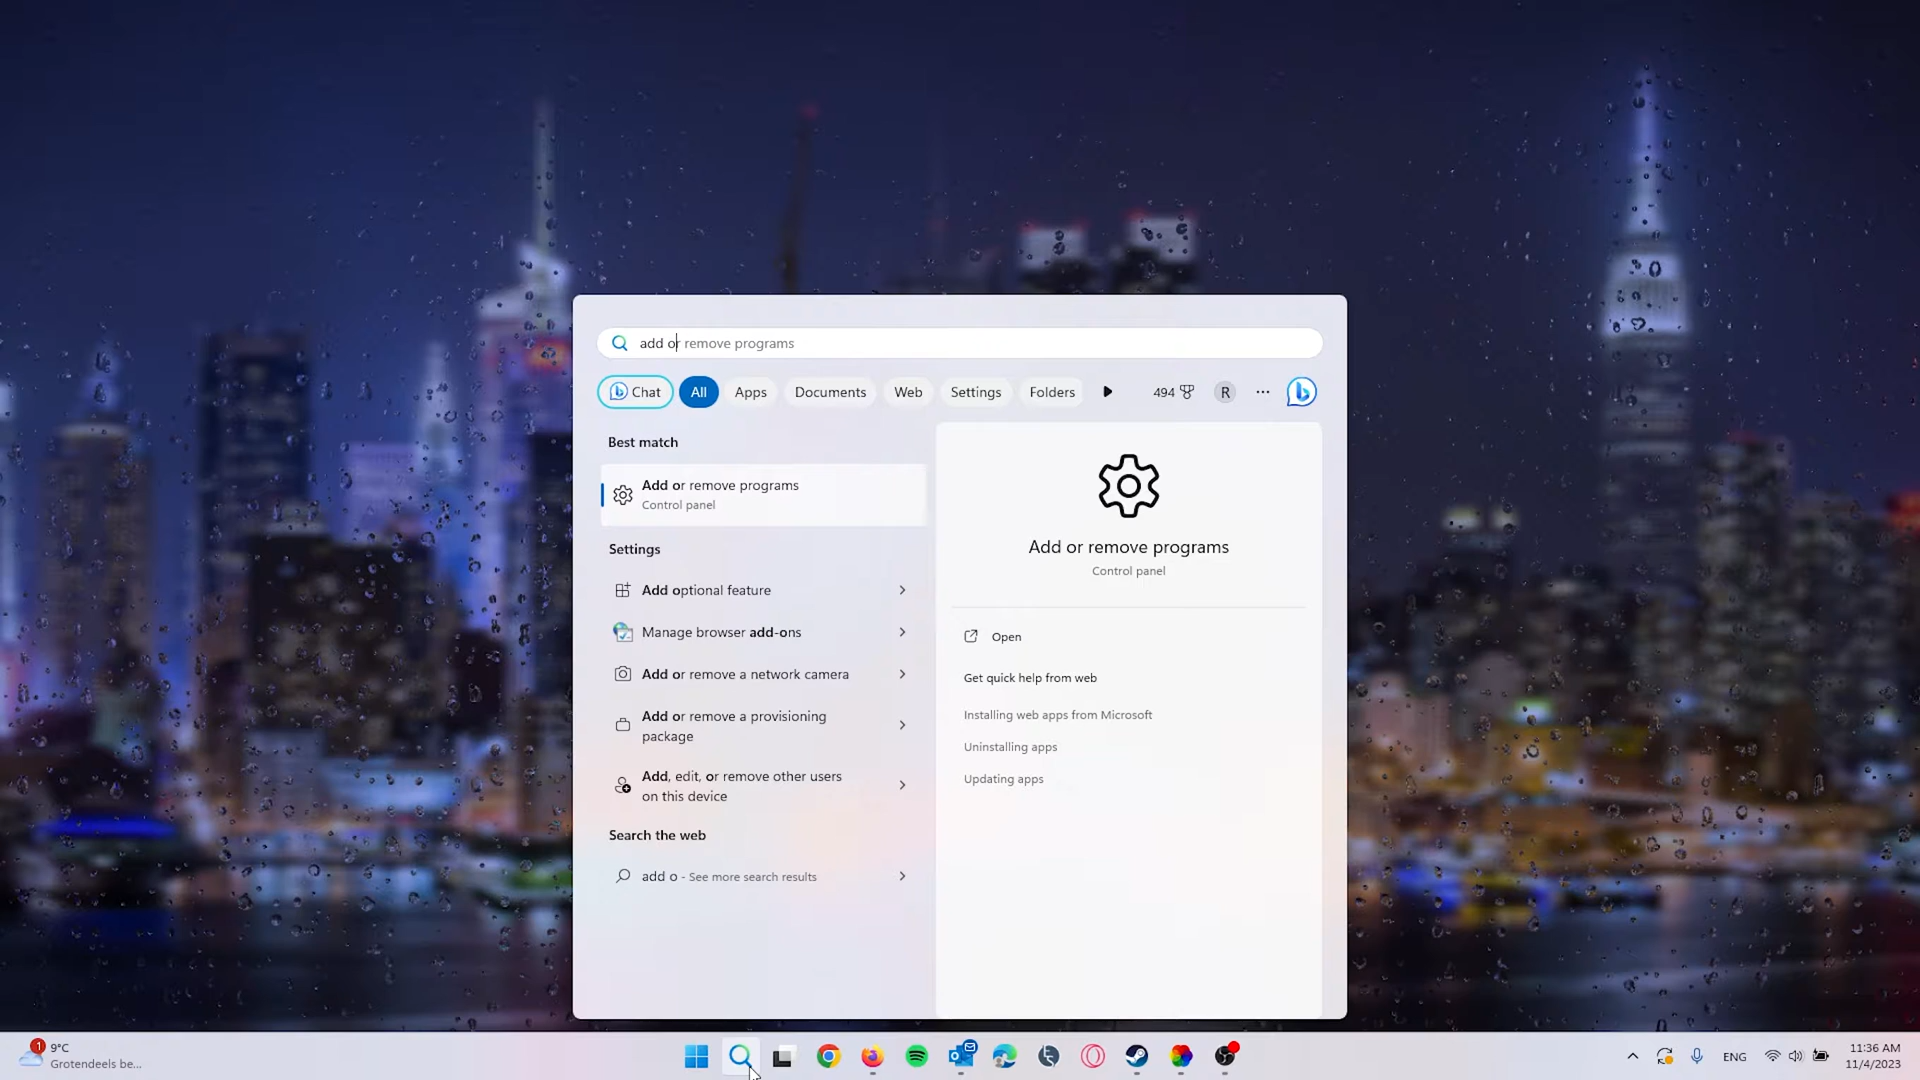 add or remove programs
Chat
All
Apps
Documents
Web
Settings
Folders
494
R
Best match
Add or remove programs
Control panel
Settings
Add optional feature
Manage browser add-ons
Add or remove a network camera
Add or remove a provisioning
package
Add, edit, or remove other users
on this device
Search the web
add o - See more search results
Add or remove programs
Control panel
Open
Get quick help from web
Installing web apps from Microsoft
Uninstalling apps
Updating apps
1
9°C
Grotendeels be...
ENG
11:36 AM
11/4/2023